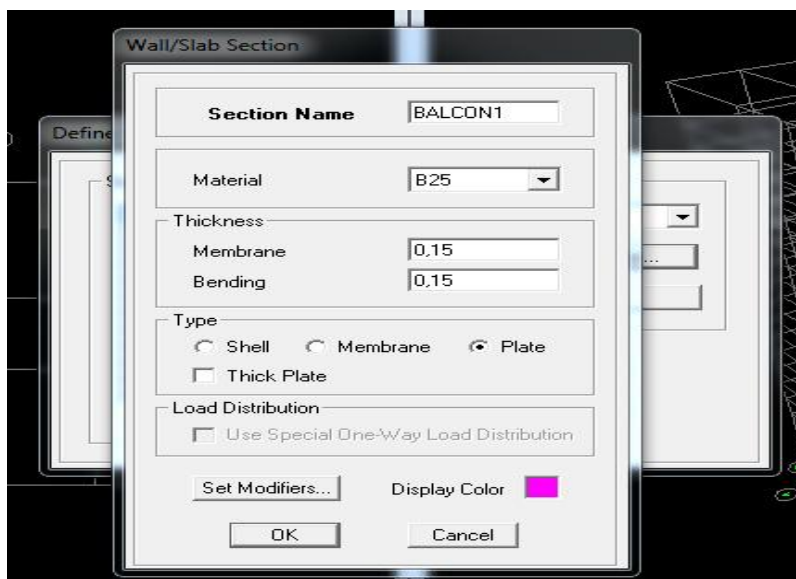 Wall/Slab Section
Define
Section Name BALCON1
Material B25
Thickness
Membrane 0,15
Bending 0,15
Type
Shell Membrane Plate
Thick Plate
Load Distribution
Use Special One-Way Load Distribution
Set Modifiers... Display Color
OK Cancel
...